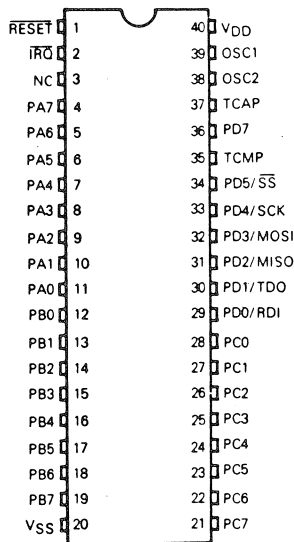 R̅E̅S̅E̅T̅ 1 40 VDD
I̅R̅Q̅ 2 39 OSC1
NC 3 38 OSC2
PA7 4 37 TCAP
PA6 5 36 PD7
PA5 6 35 TCMP
PA4 7 34 PD5/S̅S̅
PA3 8 33 PD4/SCK
PA2 9 32 PD3/MOSI
PA1 10 31 PD2/MISO
PA0 11 30 PD1/TDO
PB0 12 29 PD0/RDI
PB1 13 28 PC0
PB2 14 27 PC1
PB3 15 26 PC2
PB4 16 25 PC3
PB5 17 24 PC4
PB6 18 23 PC5
PB7 19 22 PC6
VSS 20 21 PC7